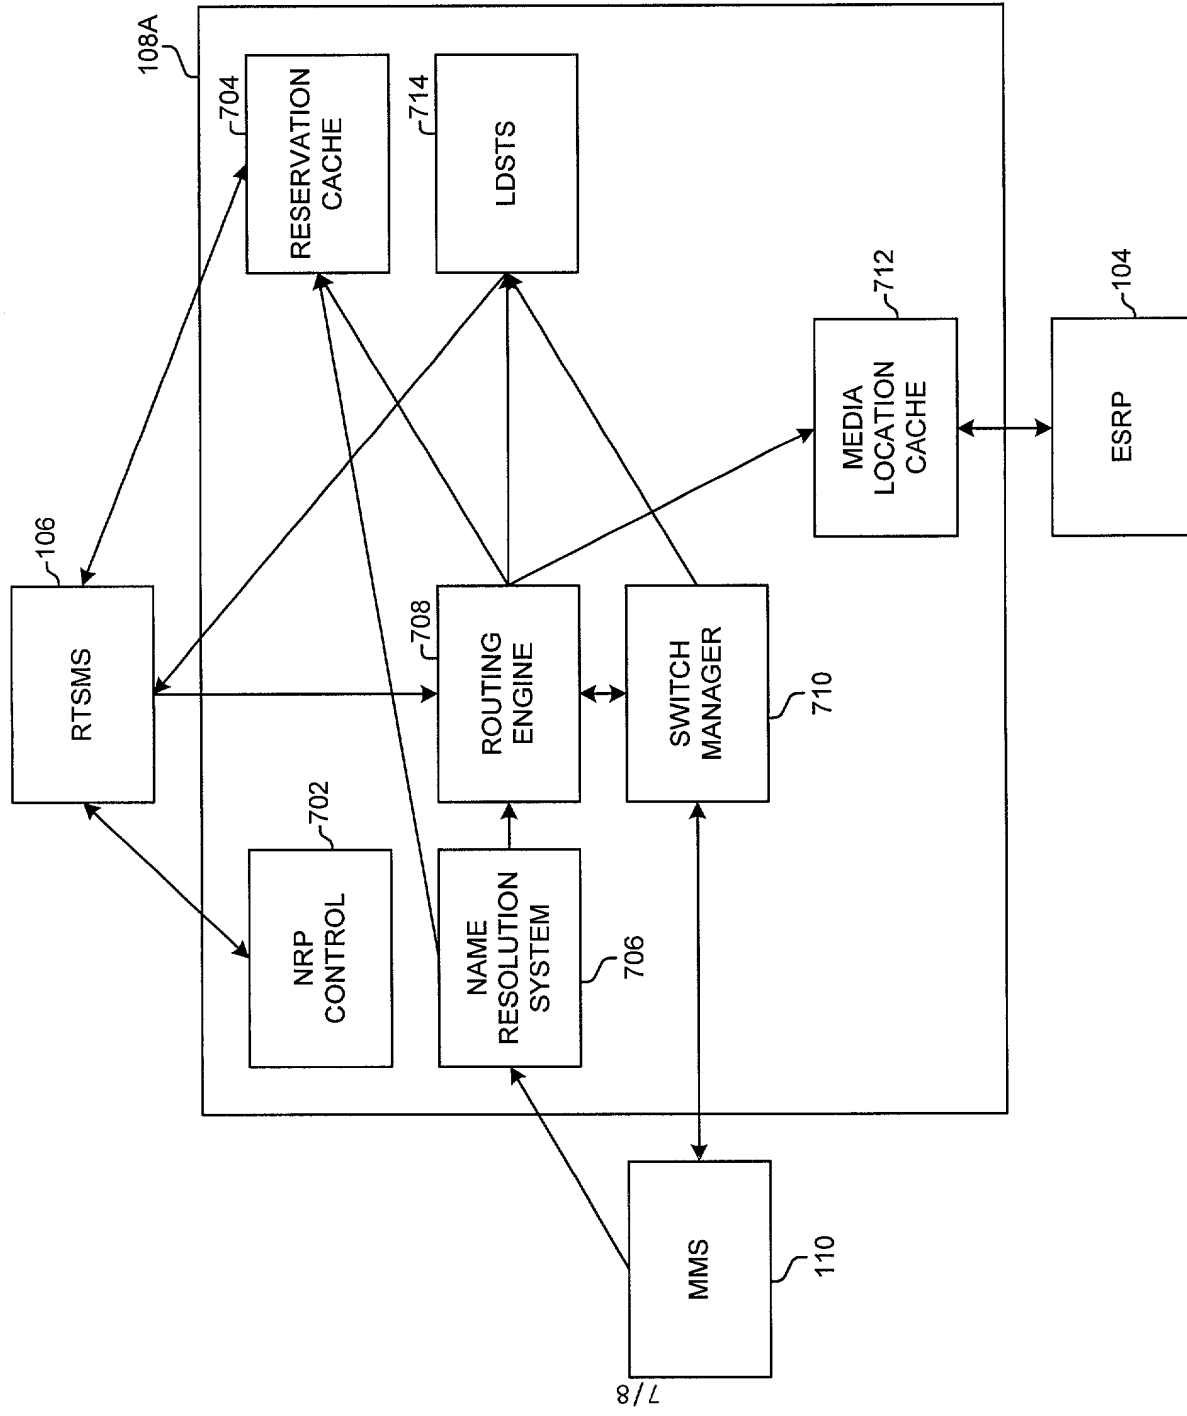 108A
106
RTSMS
704
RESERVATION
CACHE
714
LDSTS
702
NRP
CONTROL
708
ROUTING
ENGINE
706
NAME
RESOLUTION
SYSTEM
710
SWITCH
MANAGER
712
MEDIA
LOCATION
CACHE
104
ESRP
110
MMS
7/8